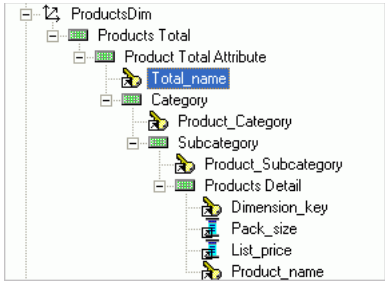 ProductsDim
Products Total
Product Total Attribute
Total_name
Category
Product_Category
Subcategory
Product_Subcategory
Products Detail
Dimension_key
Pack_size
List_price
Product_name